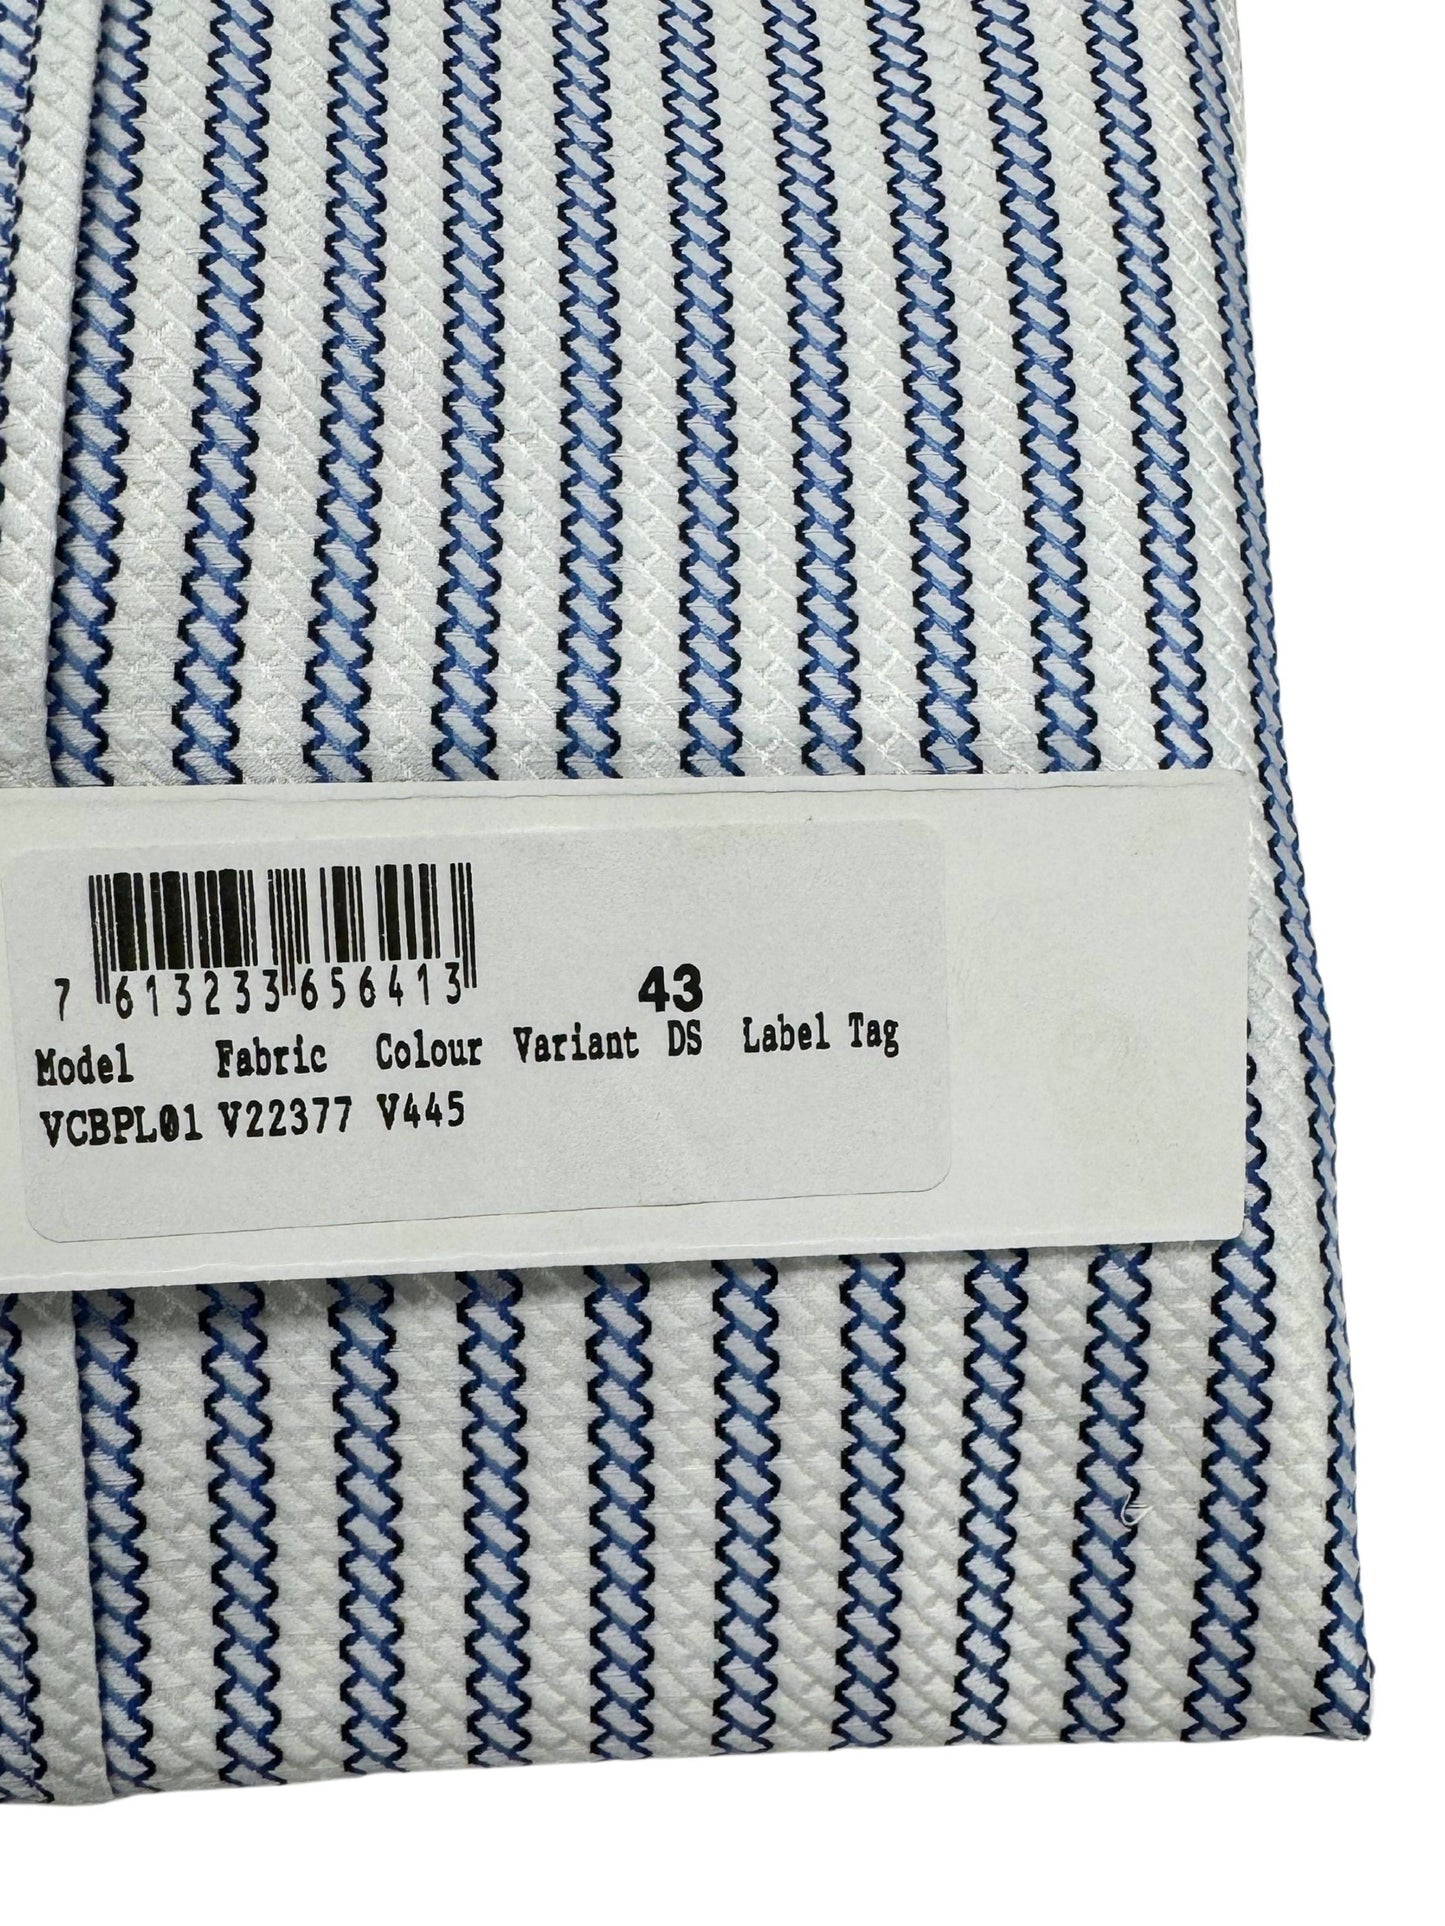 7 613233 656413
43
Model Fabric Colour Variant DS Label Tag
VCBPL01 V22377 V445